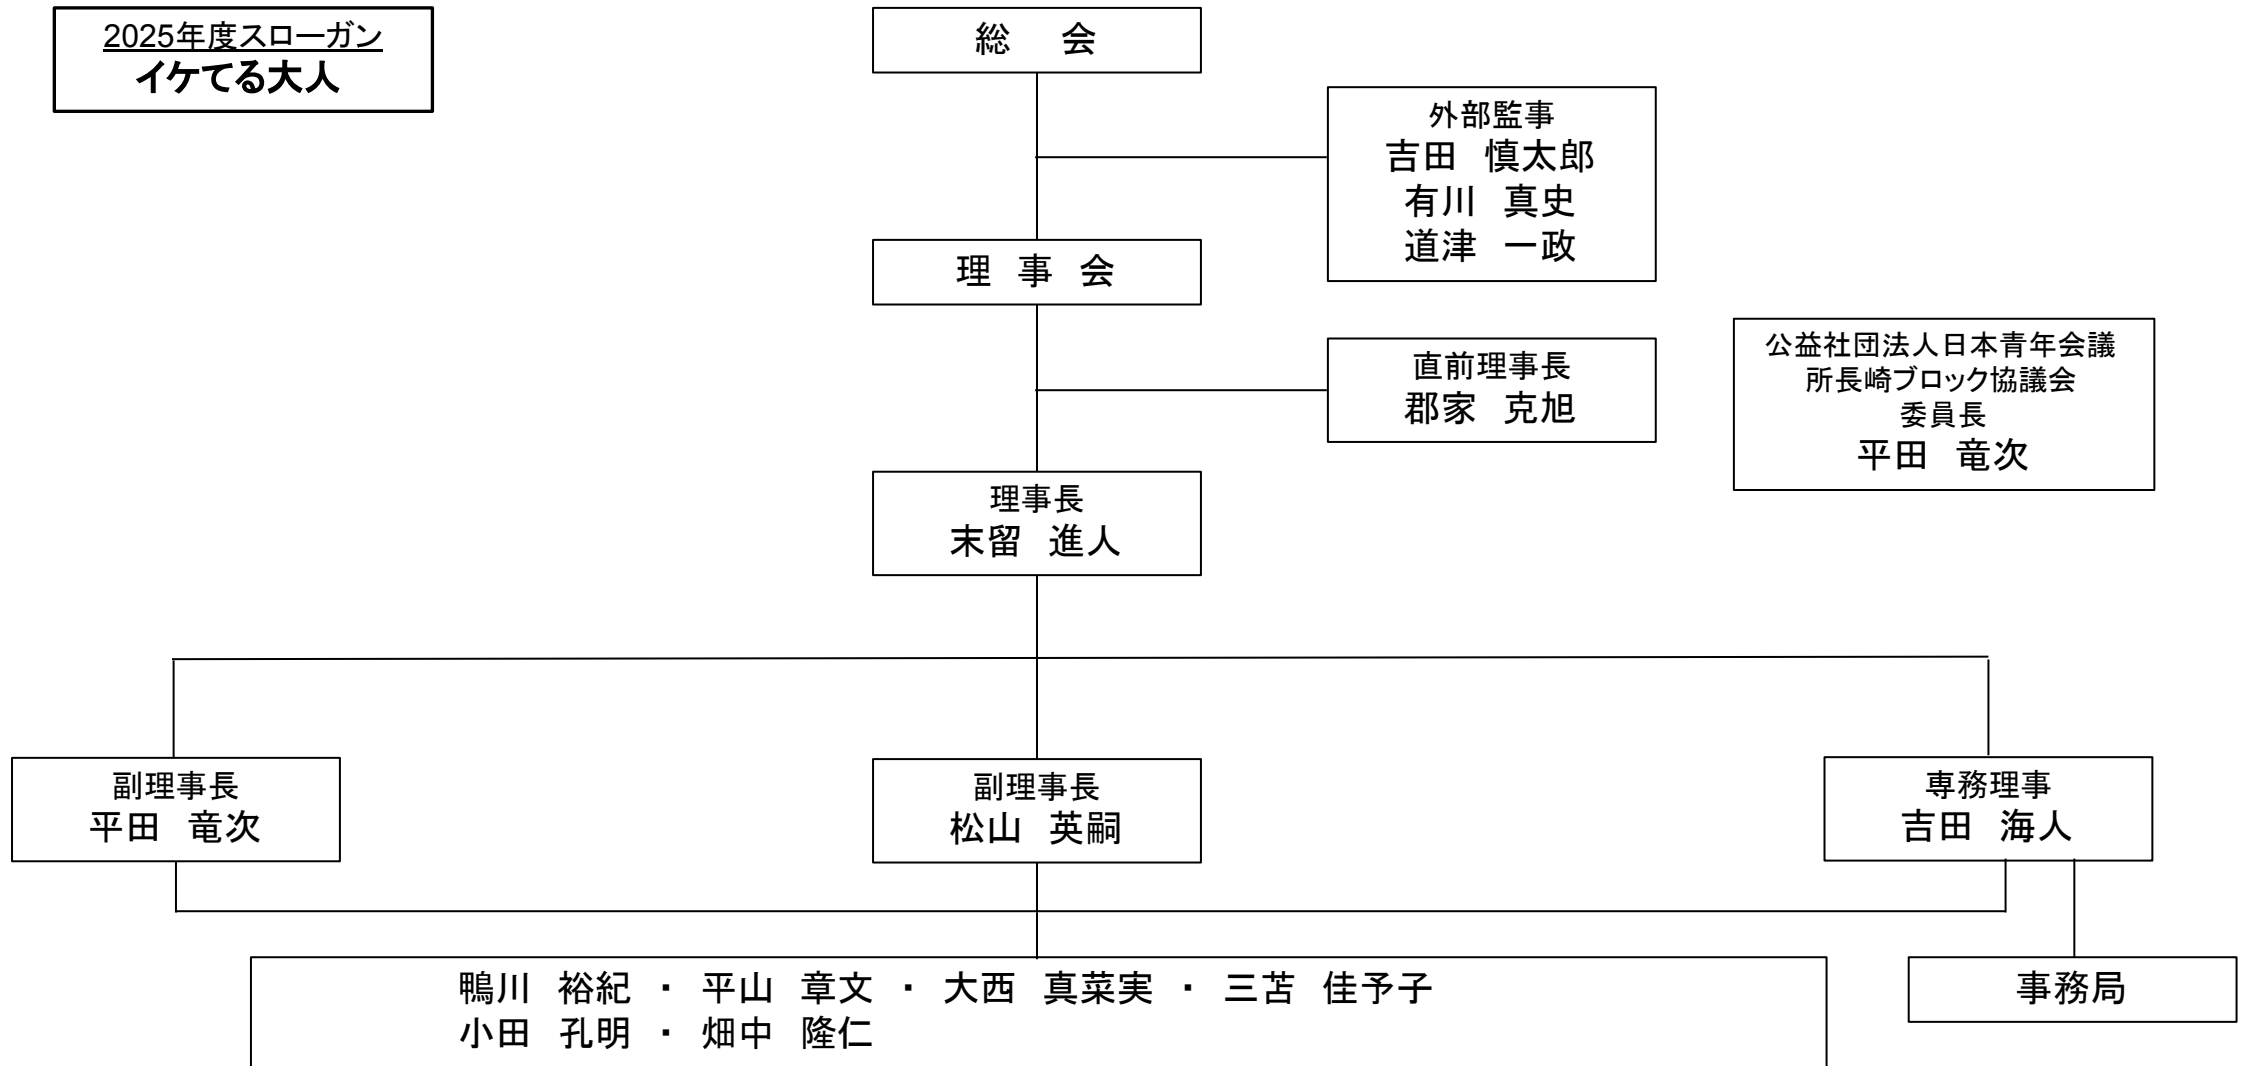 2025年度スローガン
イケてる大人
総　会
外部監事
吉田　慎太郎
有川　真史
道津　一政
理　事　会
直前理事長
郡家　克旭
公益社団法人日本青年会議
所長崎ブロック協議会
委員長
平田　竜次
理事長
末留　進人
副理事長
平田　竜次
副理事長
松山　英嗣
専務理事
吉田　海人
鴨川　裕紀　・　平山　章文　・　大西　真菜実　・　三苫　佳予子
小田　孔明　・　畑中　隆仁
事務局